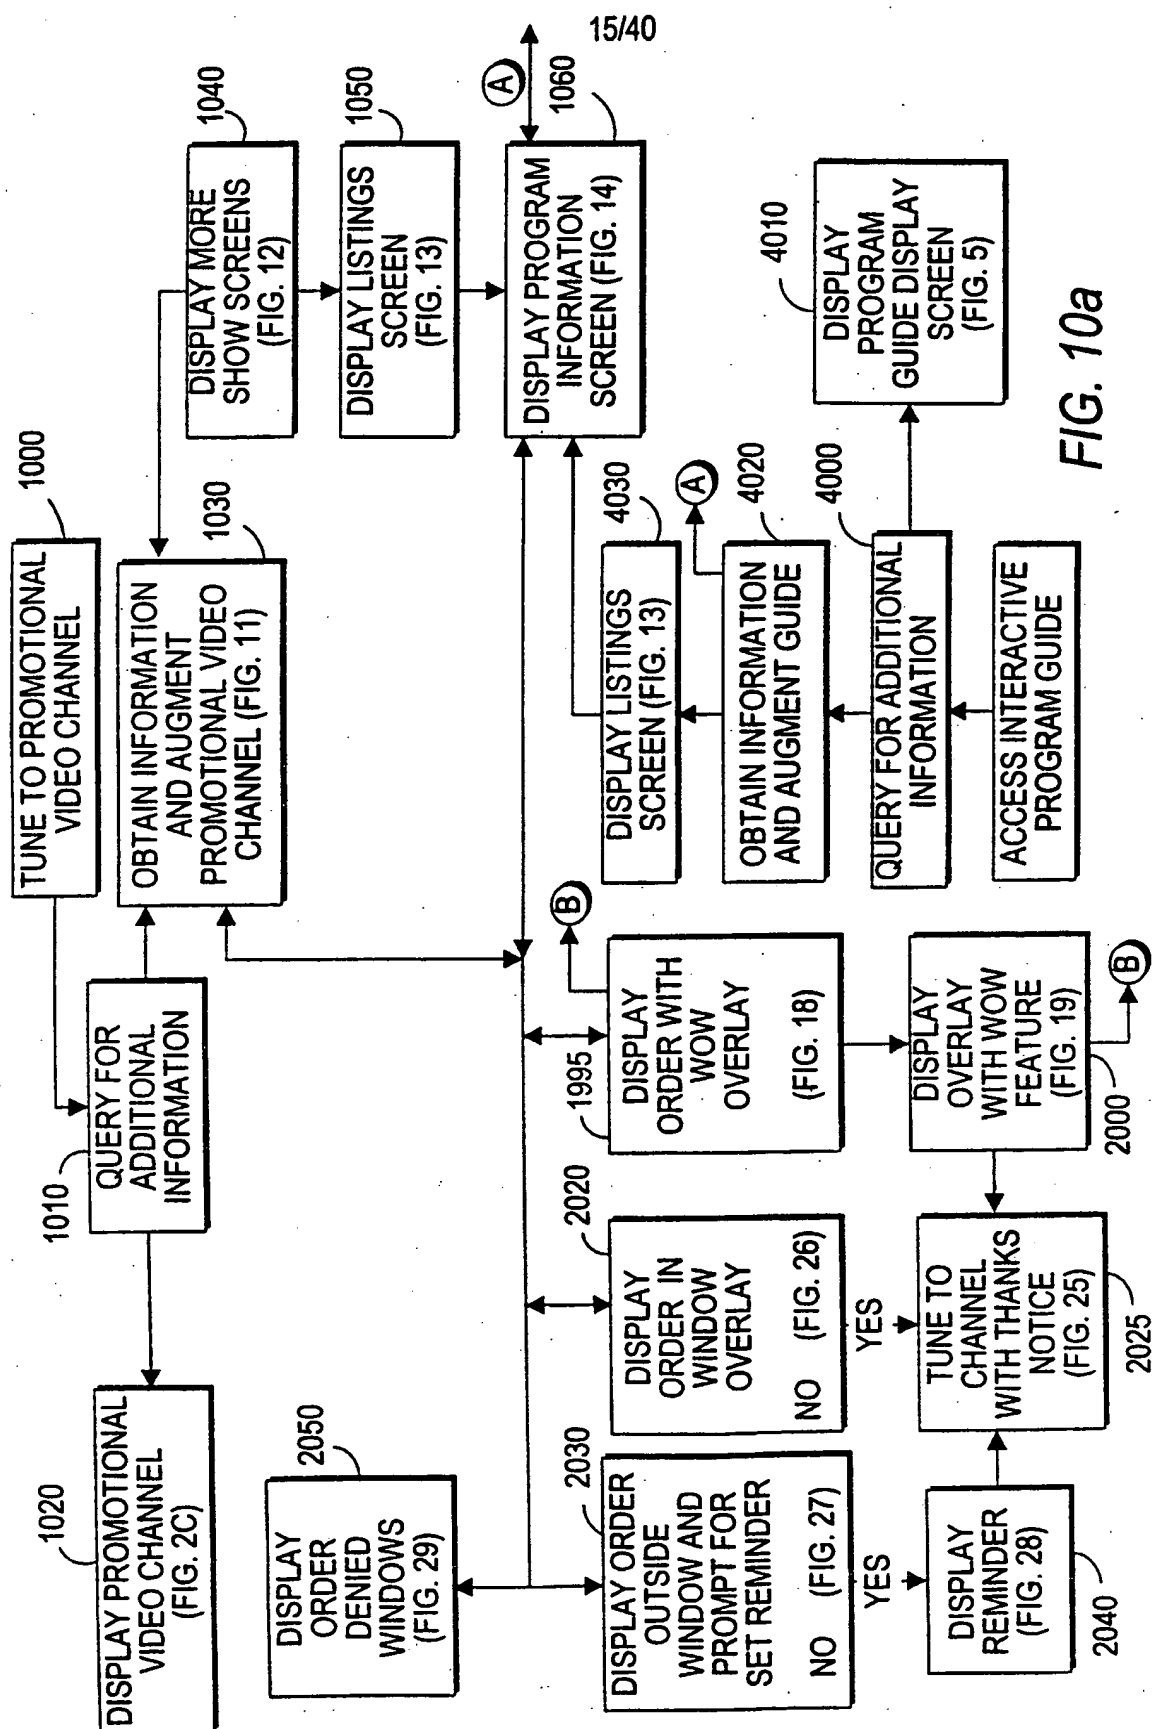 15/40
1000
TUNE TO PROMOTIONAL
VIDEO CHANNEL
1010
QUERY FOR
ADDITIONAL
INFORMATION
1020
DISPLAY PROMOTIONAL
VIDEO CHANNEL
(FIG. 2C)
1030
OBTAIN INFORMATION
AND AUGMENT
PROMOTIONAL VIDEO
CHANNEL (FIG. 11)
1040
DISPLAY MORE
SHOW SCREENS
(FIG. 12)
1050
DISPLAY LISTINGS
SCREEN
(FIG. 13)
A
1060
DISPLAY PROGRAM
INFORMATION
SCREEN (FIG. 14)
2050
DISPLAY
ORDER
DENIED
WINDOWS
(FIG. 29)
2030
DISPLAY ORDER
OUTSIDE
WINDOW AND
PROMPT FOR
SET REMINDER
NO (FIG. 27)
YES
2020
DISPLAY
ORDER IN
WINDOW
OVERLAY
NO (FIG. 26)
YES
1995
B
DISPLAY
ORDER WITH
WOW
OVERLAY
(FIG. 18)
DISPLAY
REMINDER
(FIG. 28)
2040
TUNE TO
CHANNEL
WITH THANKS
NOTICE
(FIG. 25)
2025
DISPLAY
OVERLAY
WITH WOW
FEATURE
(FIG. 19)
2000
B
4030
DISPLAY LISTINGS
SCREEN (FIG. 13)
A
4020
OBTAIN INFORMATION
AND AUGMENT GUIDE
4000
QUERY FOR ADDITIONAL
INFORMATION
ACCESS INTERACTIVE
PROGRAM GUIDE
4010
DISPLAY
PROGRAM
GUIDE DISPLAY
SCREEN
(FIG. 5)
FIG. 10a